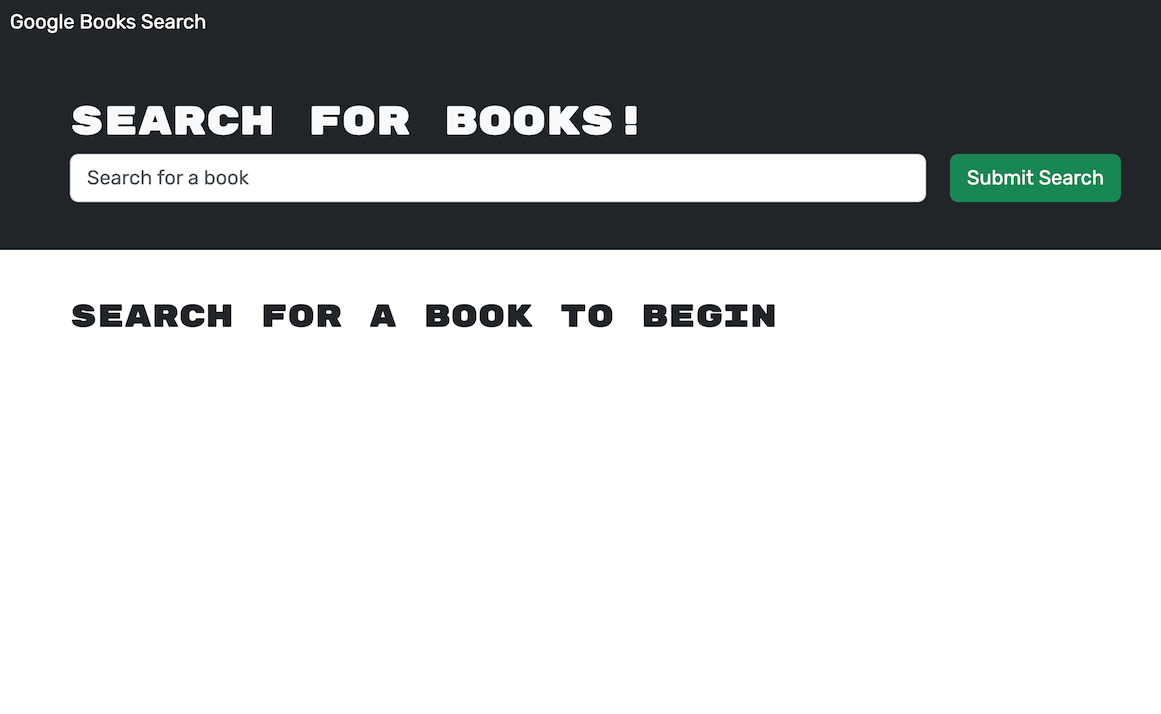 Google Books Search
SEARCH FOR BOOKS!
Search for a book
Submit Search
SEARCH FOR A BOOK TO BEGIN